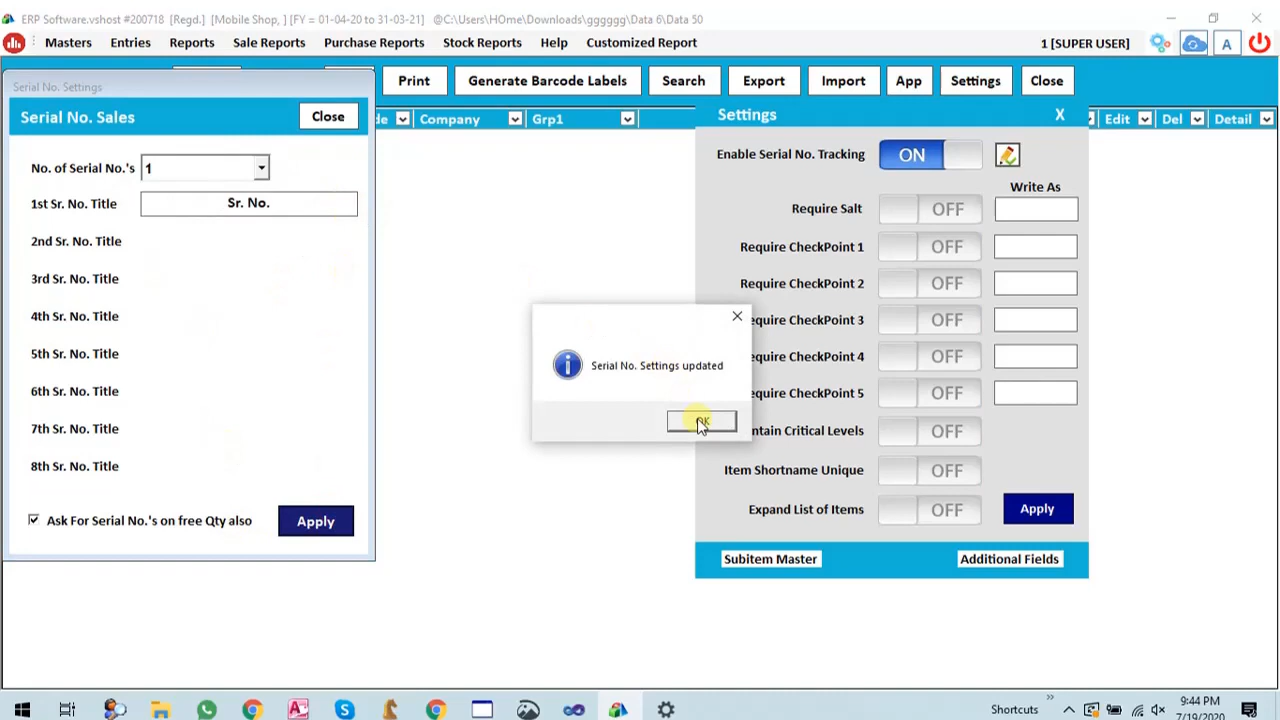 ERP Software.vshost #200718 [Regd.] [Mobile Shop, ] [FY = 01-04-20 to 31-03-21] @C:\Users\HOme\Downloads\gggggg\Data 6\Data 50
Masters Entries Reports Sale Reports Purchase Reports Stock Reports Help Customized Report 1 [SUPER USER] A
Print Generate Barcode Labels Search Export Import App Settings Close
Serial No. Settings
Serial No. Sales Close
Company Grp1 Edit Del Detail
Settings X
Enable Serial No. Tracking ON
No. of Serial No.'s 1
Write As
1st Sr. No. Title Sr. No.
Require Salt OFF
2nd Sr. No. Title
Require CheckPoint 1 OFF
3rd Sr. No. Title
Require CheckPoint 2 OFF
4th Sr. No. Title
CheckPoint 3 OFF
5th Sr. No. Title
CheckPoint 4 OFF
Serial No. Settings updated
6th Sr. No. Title
CheckPoint 5 OFF
OK
7th Sr. No. Title
Critical Levels OFF
8th Sr. No. Title
Item Shortname Unique OFF
Expand List of Items OFF Apply
Ask For Serial No.'s on free Qty also Apply
Subitem Master Additional Fields
Shortcuts
9:44 PM
7/19/2020